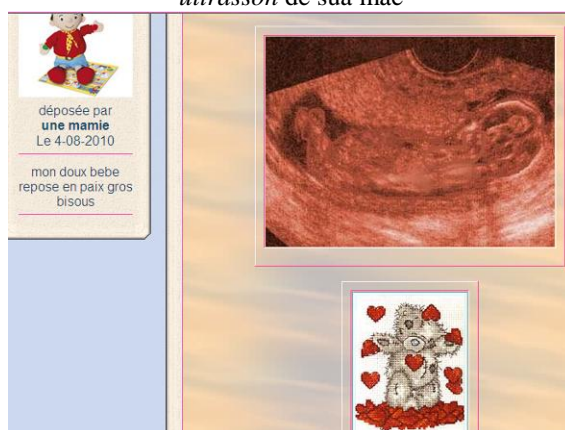 ultrasson de sua mãe
déposée par
une mamie
Le 4-08-2010
mon doux bebe
repose en paix gros
bisous